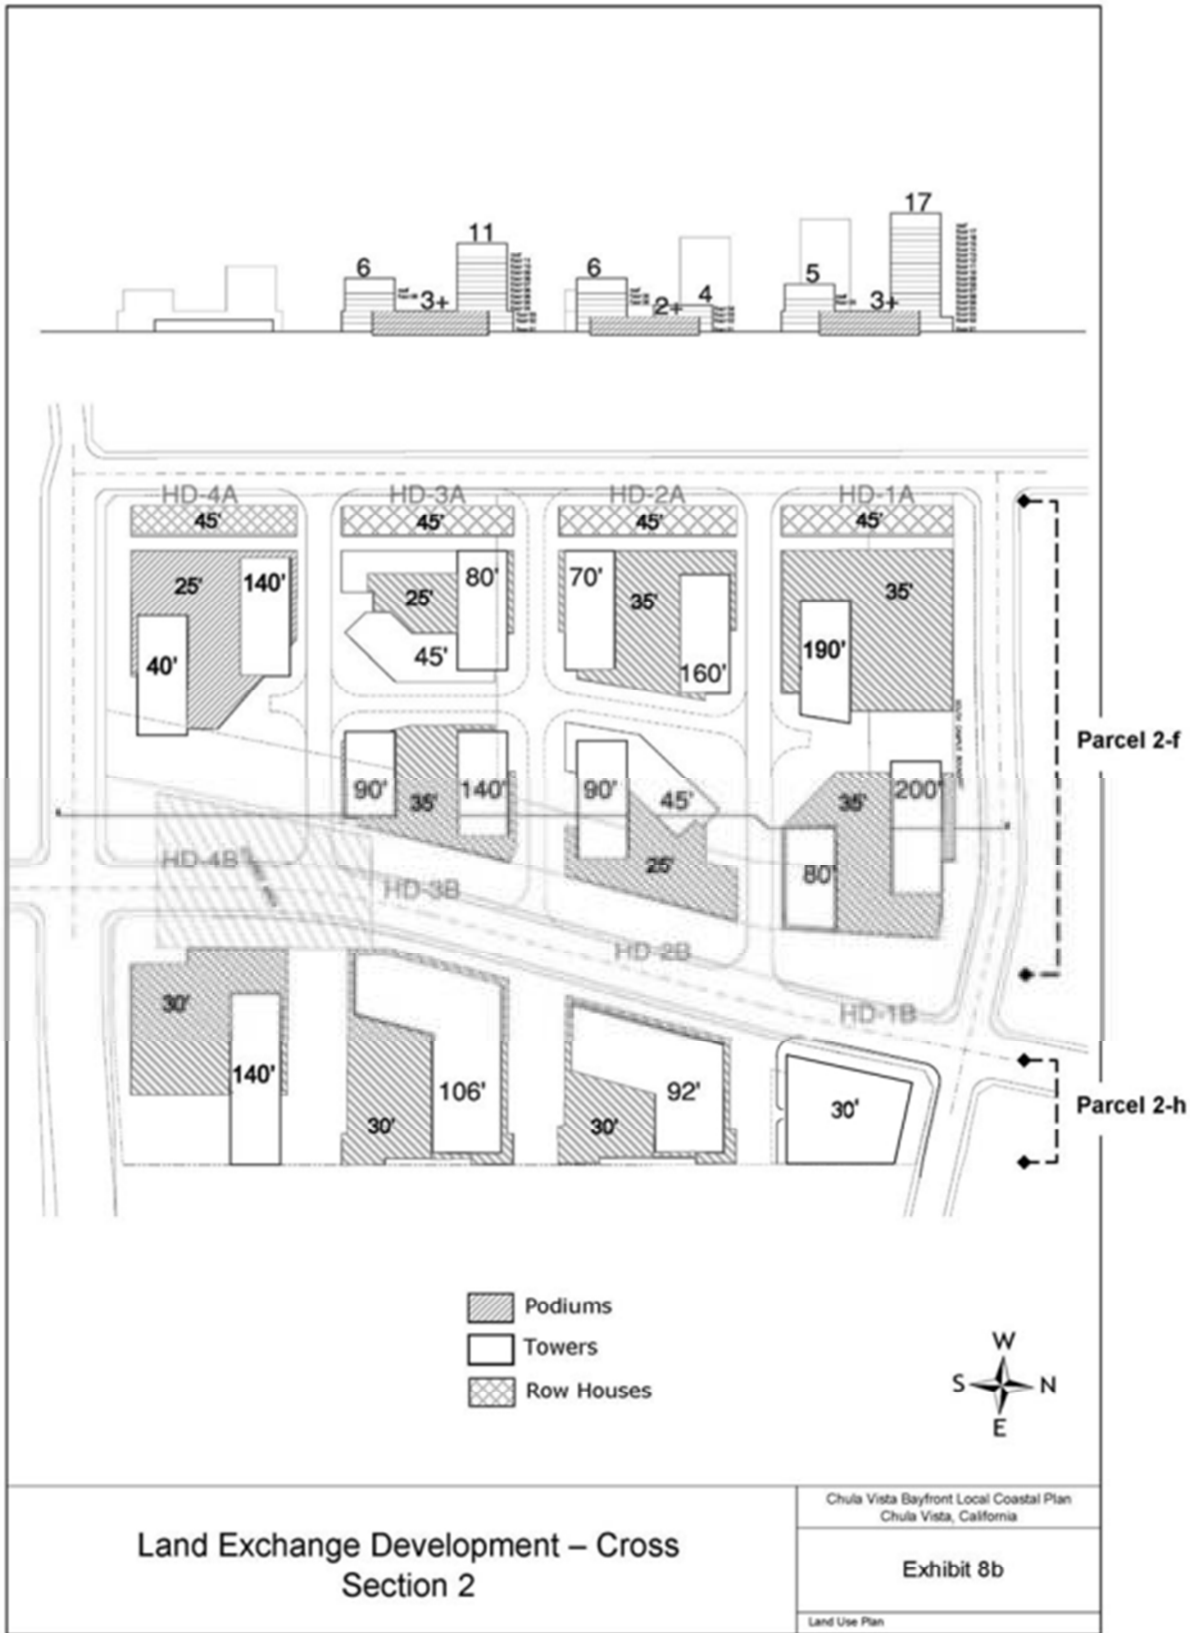 17
11
6
6
5
3+
2+
4
3+
HD-4A
HD-3A
HD-2A
HD-1A
45'
45'
45'
45'
25'
140'
80'
70'
35'
35'
25'
40'
45'
160'
190'
Parcel 2-f
90'
35'
140'
90'
45'
35'
200'
HD-4B
HD-3B
25'
80'
HD-2B
HD-1B
30'
140'
106'
92'
30'
Parcel 2-h
30'
30'
Podiums
Towers
Row Houses
W
S
N
E
Land Exchange Development – Cross
Section 2
Chula Vista Bayfront Local Coastal Plan
Chula Vista, California
Exhibit 8b
Land Use Plan